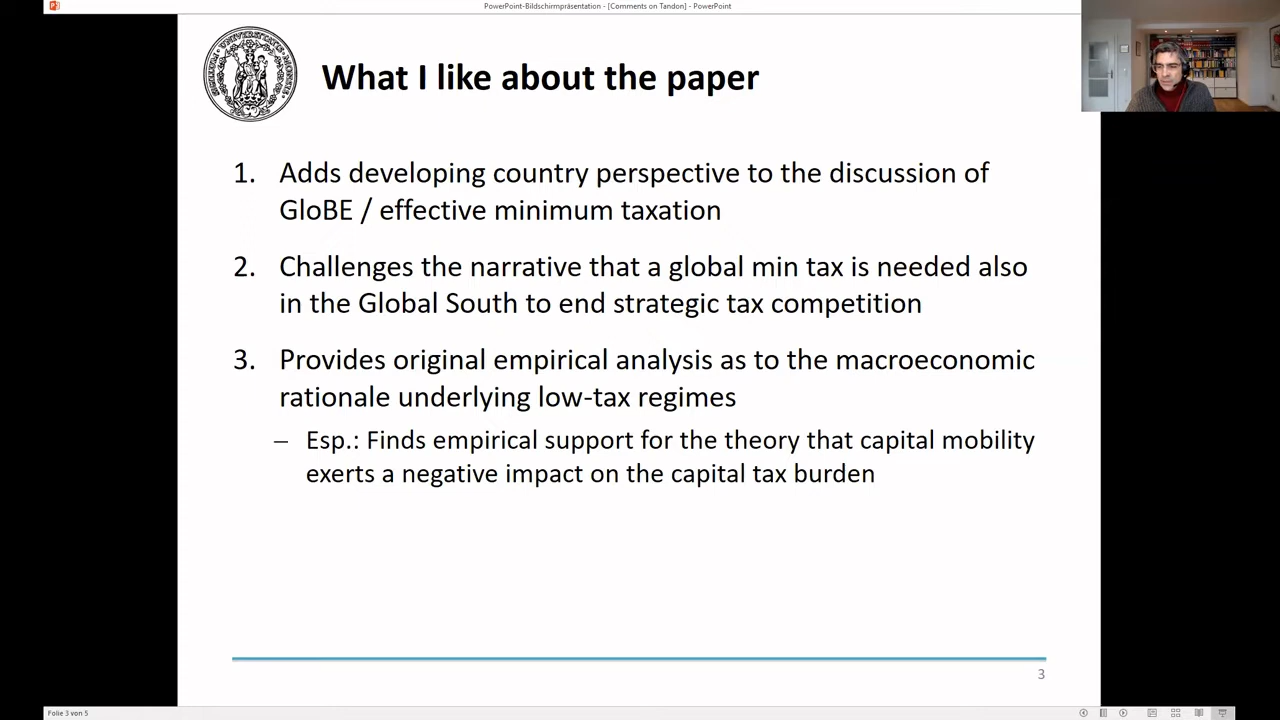 PowerPoint-Bildschirmpräsentation - [Comments on Tandon] - PowerPoint
What I like about the paper
1. Adds developing country perspective to the discussion of
GloBE / effective minimum taxation
2. Challenges the narrative that a global min tax is needed also
in the Global South to end strategic tax competition
3. Provides original empirical analysis as to the macroeconomic
rationale underlying low-tax regimes
– Esp.: Finds empirical support for the theory that capital mobility
exerts a negative impact on the capital tax burden
3
Folie 3 von 5